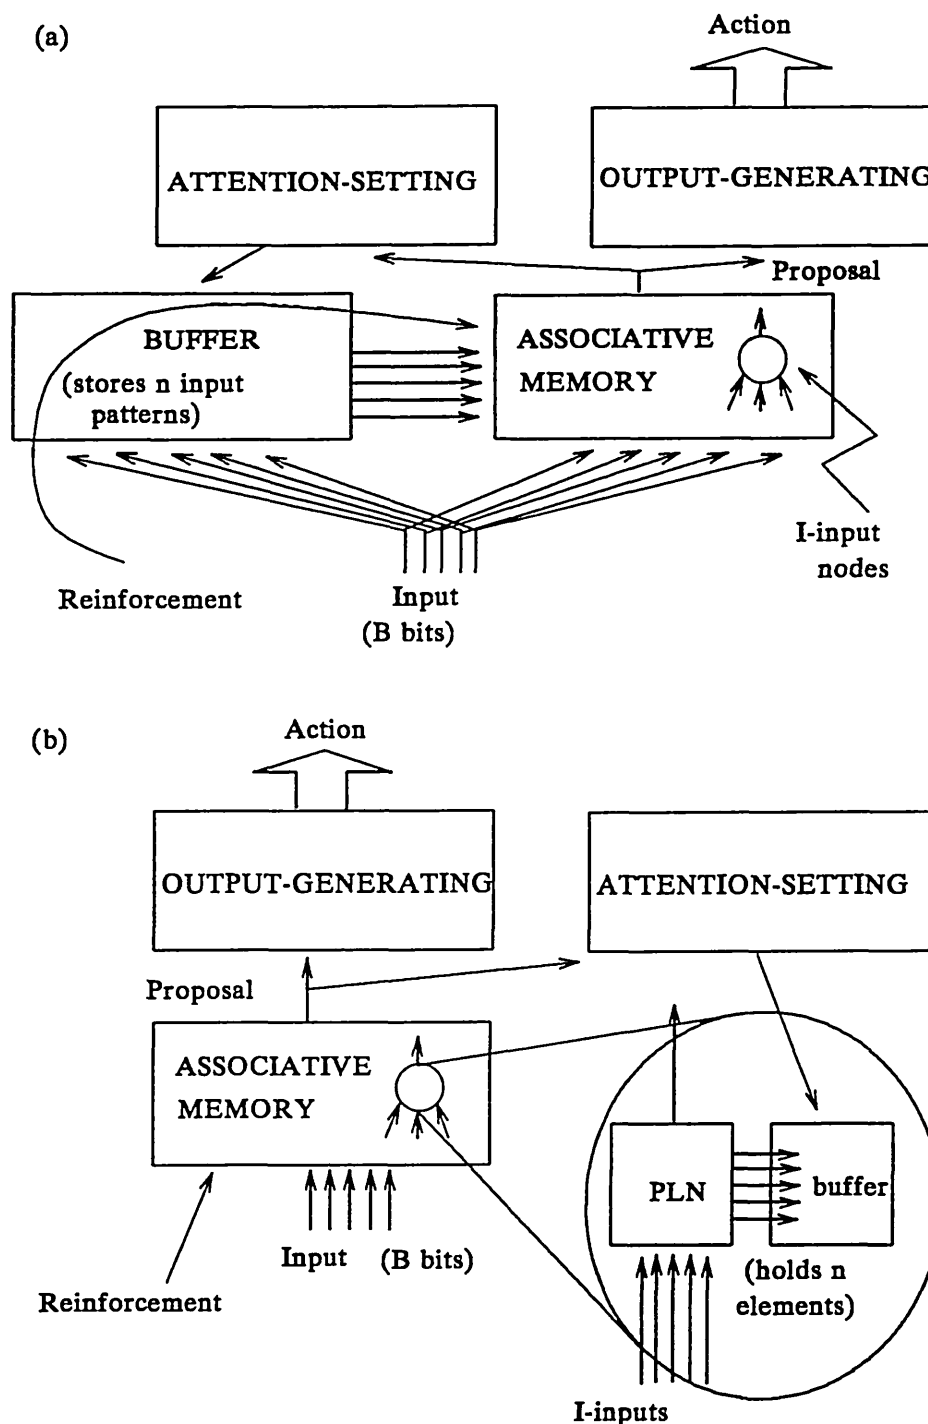 (a)
Action
ATTENTION-SETTING
OUTPUT-GENERATING
Proposal
BUFFER
(stores n input
patterns)
ASSOCIATIVE
MEMORY
I-input
nodes
Reinforcement
Input
(B bits)
(b)
Action
OUTPUT-GENERATING
ATTENTION-SETTING
Proposal
ASSOCIATIVE
MEMORY
PLN
buffer
Input (B bits)
(holds n
elements)
Reinforcement
I-inputs